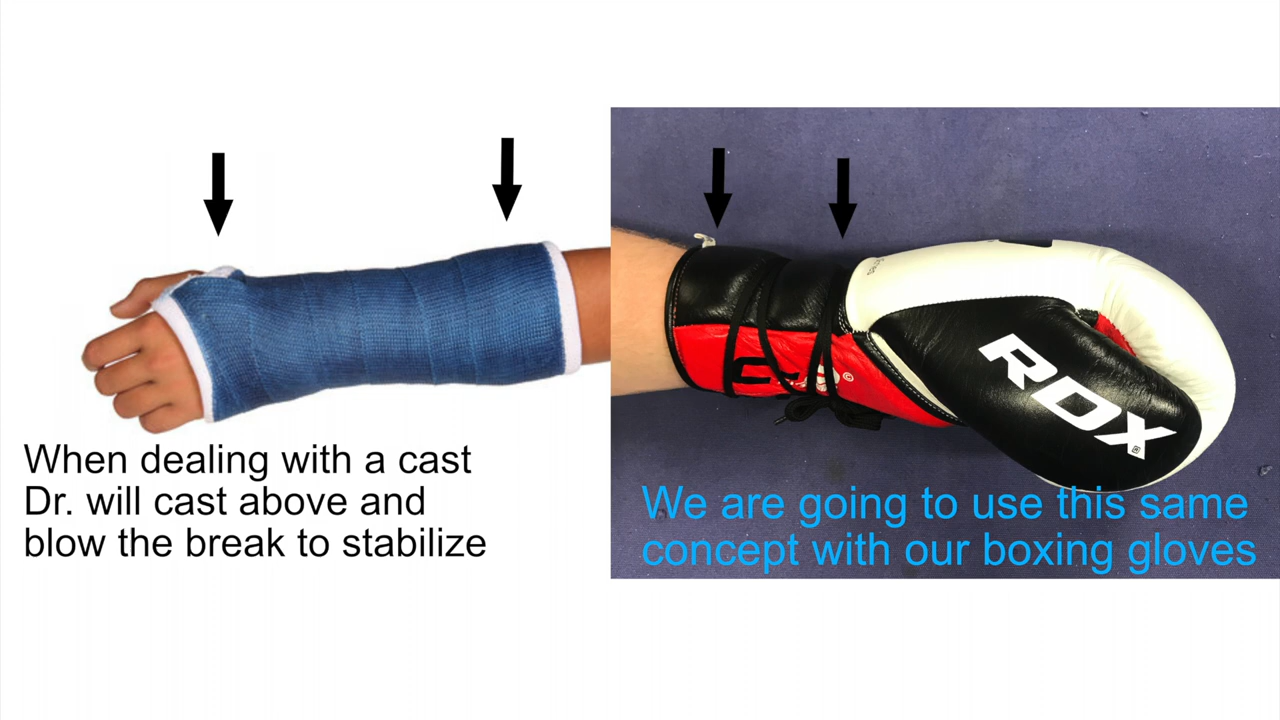 When dealing with a cast
Dr. will cast above and
blow the break to stabilize
RDX
We are going to use this same
concept with our boxing gloves